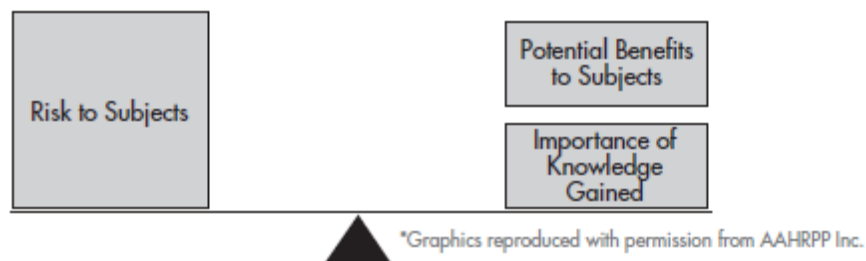 Risk to Subjects
Potential Benefits
to Subjects
Importance of
Knowledge
Gained
*Graphics reproduced with permission from AAHRPP Inc.